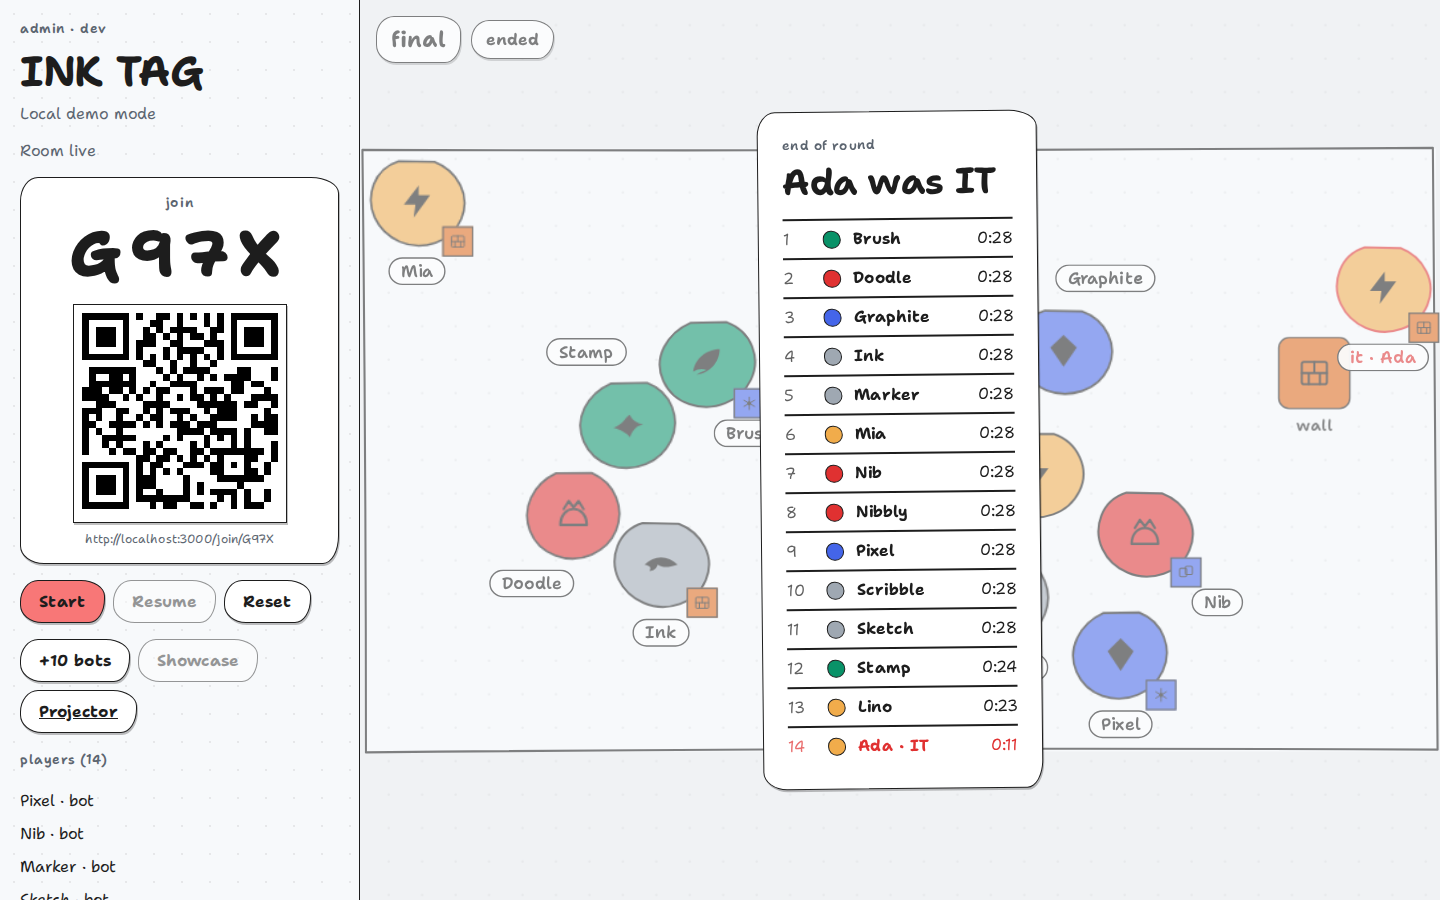 admin · dev
INK TAG
Local demo mode
Room live
join
G97X
http://localhost:3000/join/G97X
Start
Resume
Reset
+10 bots
Showcase
Projector
players (14)
Pixel · bot
Nib · bot
Marker · bot
Sketch · bot
final
ended
Mia
Stamp
Brus
Doodle
Ink
end of round
Ada was IT
1 Brush 0:28
2 Doodle 0:28
3 Graphite 0:28
4 Ink 0:28
5 Marker 0:28
6 Mia 0:28
7 Nib 0:28
8 Nibbly 0:28
9 Pixel 0:28
10 Scribble 0:28
11 Sketch 0:28
12 Stamp 0:24
13 Lino 0:23
14 Ada · IT 0:11
Graphite
it · Ada
wall
Nib
Pixel